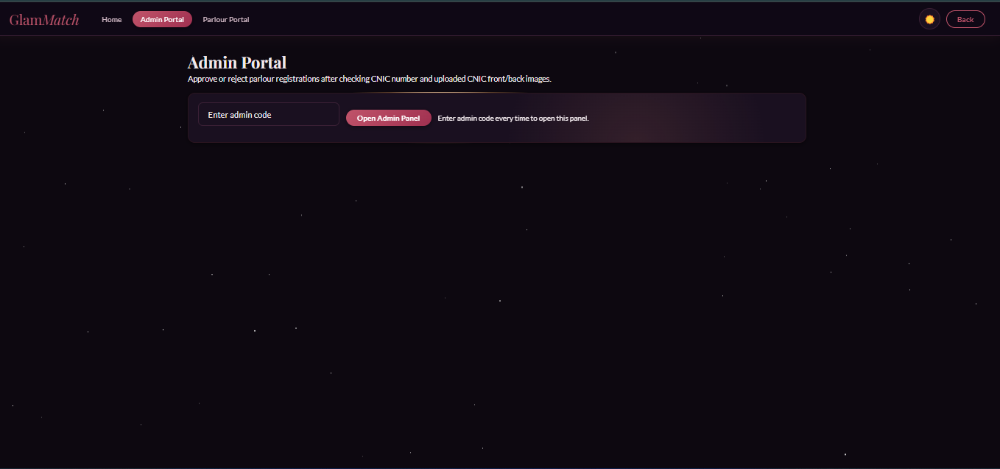 GlamMatch Home Admin Portal Parlour Portal Back
Admin Portal
Approve or reject parlour registrations after checking CNIC number and uploaded CNIC front/back images.
Enter admin code Open Admin Panel Enter admin code every time to open this panel.